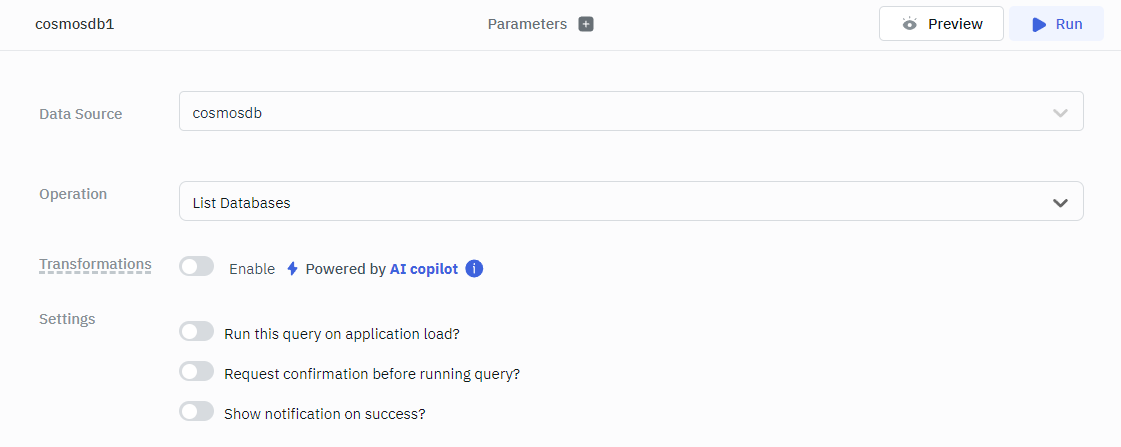 cosmosdb1 Parameters Preview Run
Data Source cosmosdb
Operation List Databases
Transformations Enable Powered by AI copilot
Settings
Run this query on application load?
Request confirmation before running query?
Show notification on success?